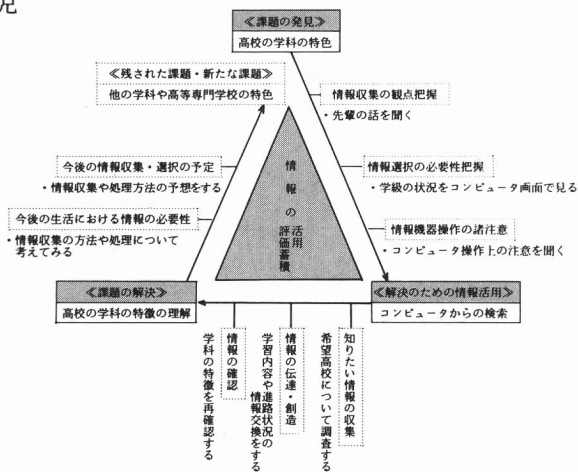 況
≪課題の発見≫
高校の学科の特色
≪残された課題・新たな課題≫
他の学科や高等専門学校の特色
情報収集の観点把握
・先輩の話を聞く
今後の情報収集・選択の予定
・情報収集や処理方法の予想をする
情報選択の必要性把握
・学級の状況をコンピュータ画面で見る
今後の生活における情報の必要性
・情報収集の方法や処理について
考えてみる
情報機器操作の諸注意
・コンピュータ操作上の注意を聞く
情報の活用
評価蓄積
≪課題の解決≫
高校の学科の特徴の理解
≪解決のための情報活用≫
コンピュータからの検索
知りたい情報の収集
希望高校について調査する
情報の伝達・創造
学習内容や進路状況の
情報交換をする
情報の確認
学科の特徴を再確認する